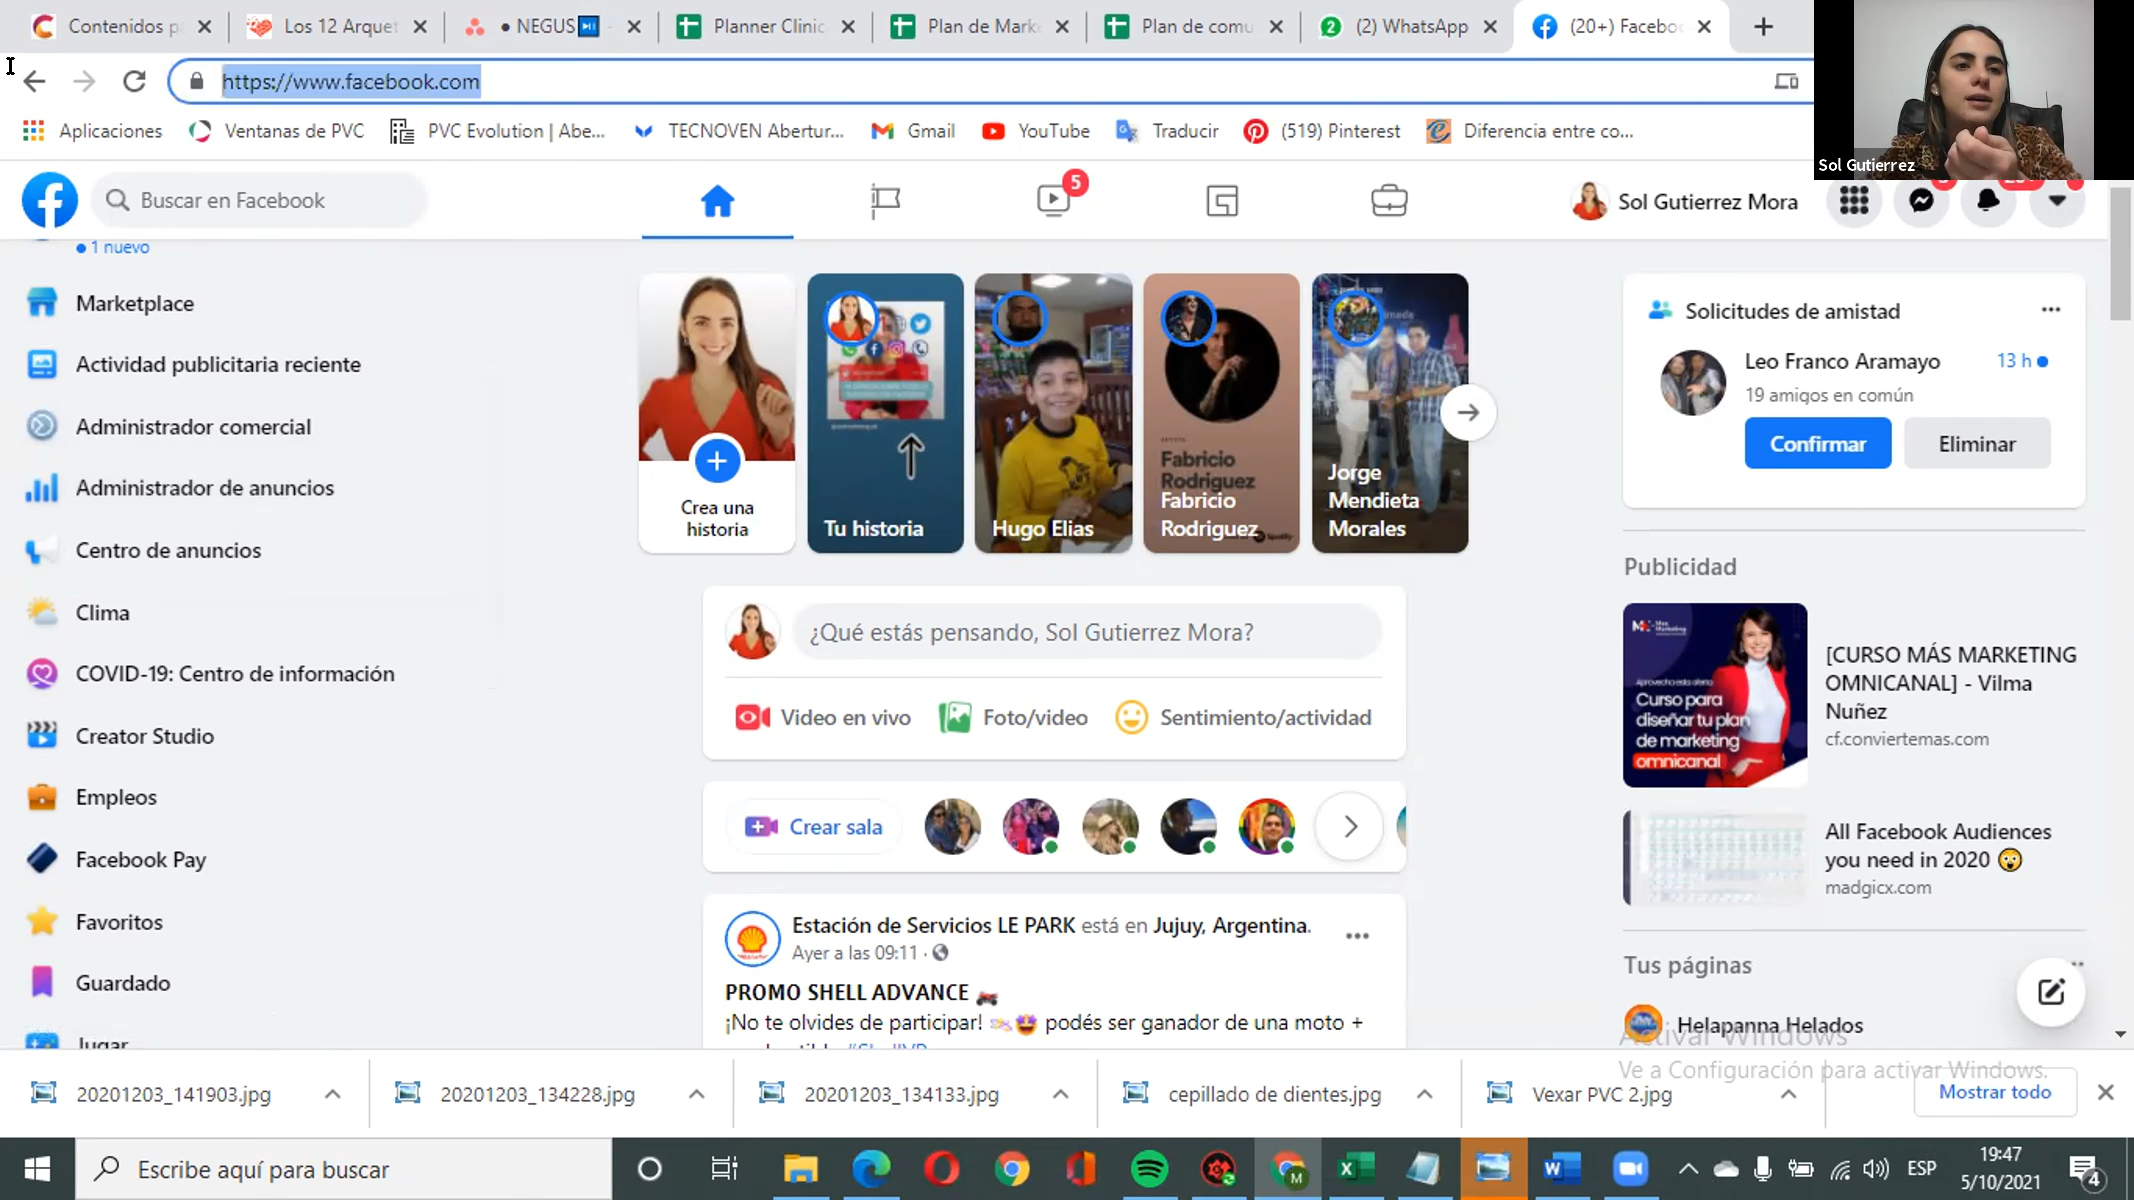 Contenidos p
Los 12 Arquet
• NEGUS
Planner Clinic
Plan de Mark
Plan de comu
(2) WhatsApp
(20+) Facebo
https://www.facebook.com
Aplicaciones
Ventanas de PVC
PVC Evolution | Abe...
TECNOVEN Abertur...
Gmail
YouTube
Traducir
(519) Pinterest
Diferencia entre co...
Sol Gutierrez
Buscar en Facebook
5
Sol Gutierrez Mora
1 nuevo
Marketplace
Actividad publicitaria reciente
Administrador comercial
Administrador de anuncios
Centro de anuncios
Clima
COVID-19: Centro de información
Creator Studio
Empleos
Facebook Pay
Favoritos
Guardado
Jugar
Crea una
historia
Tu historia
Hugo Elias
Fabricio
Rodriguez
Fabricio
Rodriguez
Jorge
Mendieta
Morales
¿Qué estás pensando, Sol Gutierrez Mora?
Video en vivo
Foto/video
Sentimiento/actividad
Crear sala
Estación de Servicios LE PARK está en Jujuy, Argentina.
Ayer a las 09:11 ·
PROMO SHELL ADVANCE
¡No te olvides de participar! podés ser ganador de una moto +
Solicitudes de amistad
Leo Franco Aramayo
13 h
19 amigos en común
Confirmar
Eliminar
Publicidad
Curso para
diseñar tu plan
de marketing
omnicanal
[CURSO MÁS MARKETING
OMNICANAL] - Vilma
Nuñez
cf.conviertemas.com
All Facebook Audiences
you need in 2020
madgicx.com
Tus páginas
Helapanna Helados
Activar Windows
Ve a Configuración para activar Windows.
20201203_141903.jpg
20201203_134228.jpg
20201203_134133.jpg
cepillado de dientes.jpg
Vexar PVC 2.jpg
Mostrar todo
Escribe aquí para buscar
ESP
19:47
5/10/2021
4